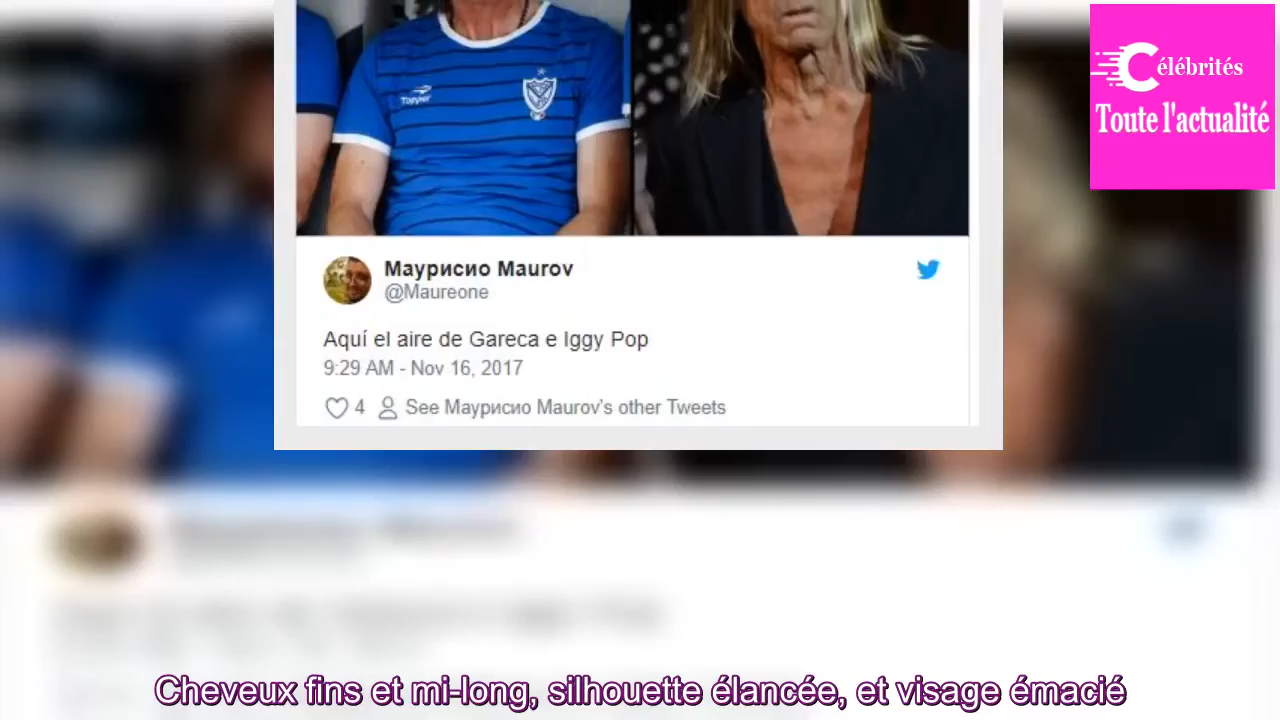 Célébrités
Toute l'actualité
Topper
Маурисио Maurov
@Maureone
Aquí el aire de Gareca e Iggy Pop
9:29 AM - Nov 16, 2017
4 See Маурисио Maurov's other Tweets
Cheveux fins et mi-long, silhouette élancée, et visage émacié